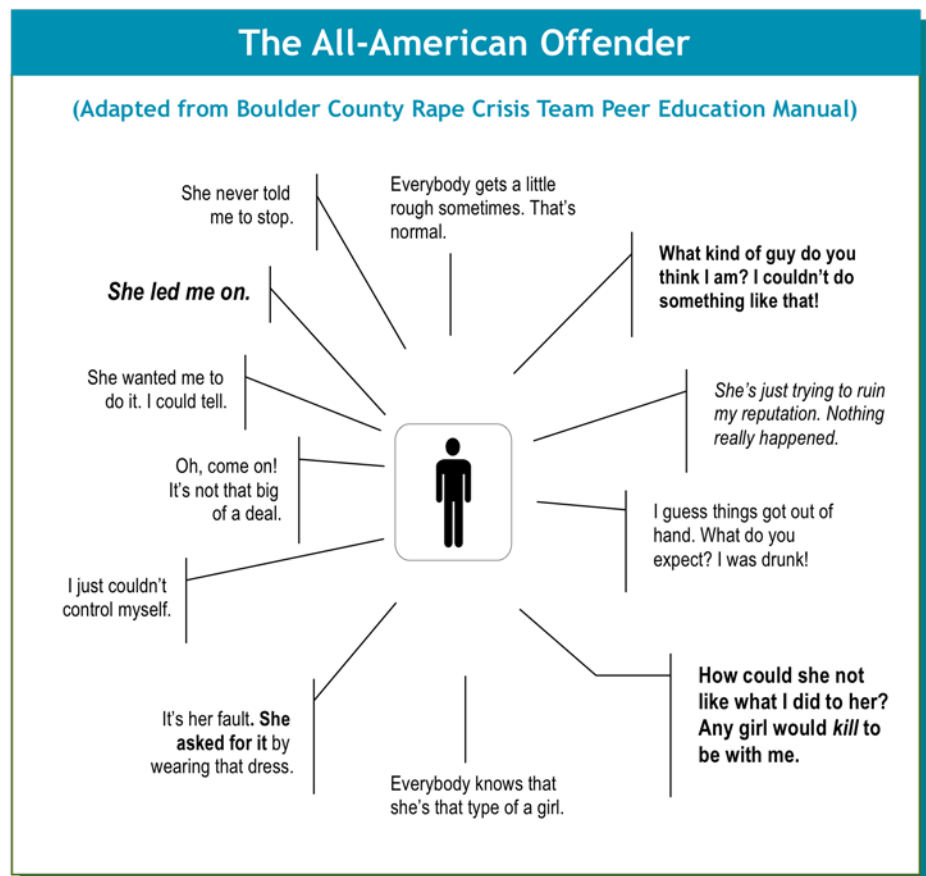 The All-American Offender
(Adapted from Boulder County Rape Crisis Team Peer Education Manual)
She never told
me to stop.
Everybody gets a little
rough sometimes. That's
normal.
What kind of guy do you
think I am? I couldn't do
something like that!
She led me on.
She wanted me to
do it. I could tell.
She's just trying to ruin
my reputation. Nothing
really happened.
Oh, come on!
It's not that big
of a deal.
I guess things got out of
hand. What do you
expect? I was drunk!
I just couldn't
control myself.
It's her fault. She
asked for it by
wearing that dress.
Everybody knows that
she's that type of a girl.
How could she not
like what I did to her?
Any girl would kill to
be with me.